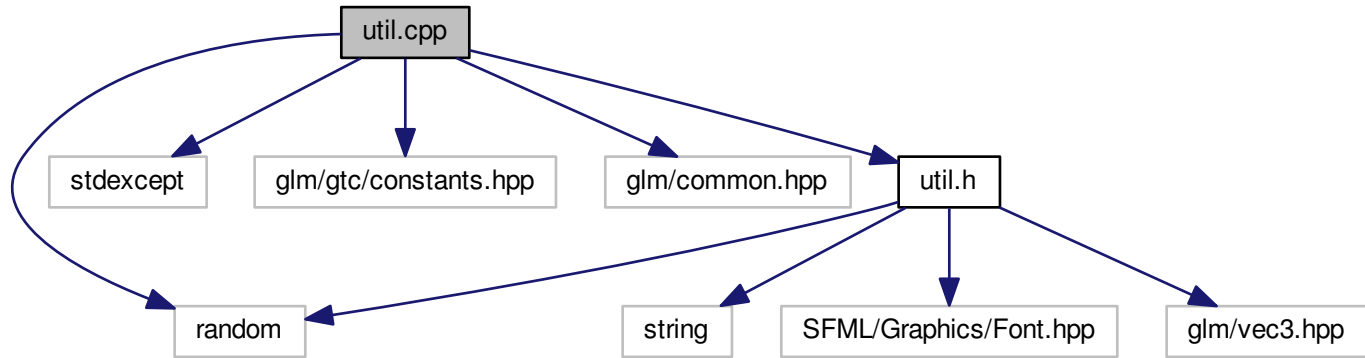 util.cpp
stdexcept
glm/gtc/constants.hpp
glm/common.hpp
util.h
random
string
SFML/Graphics/Font.hpp
glm/vec3.hpp